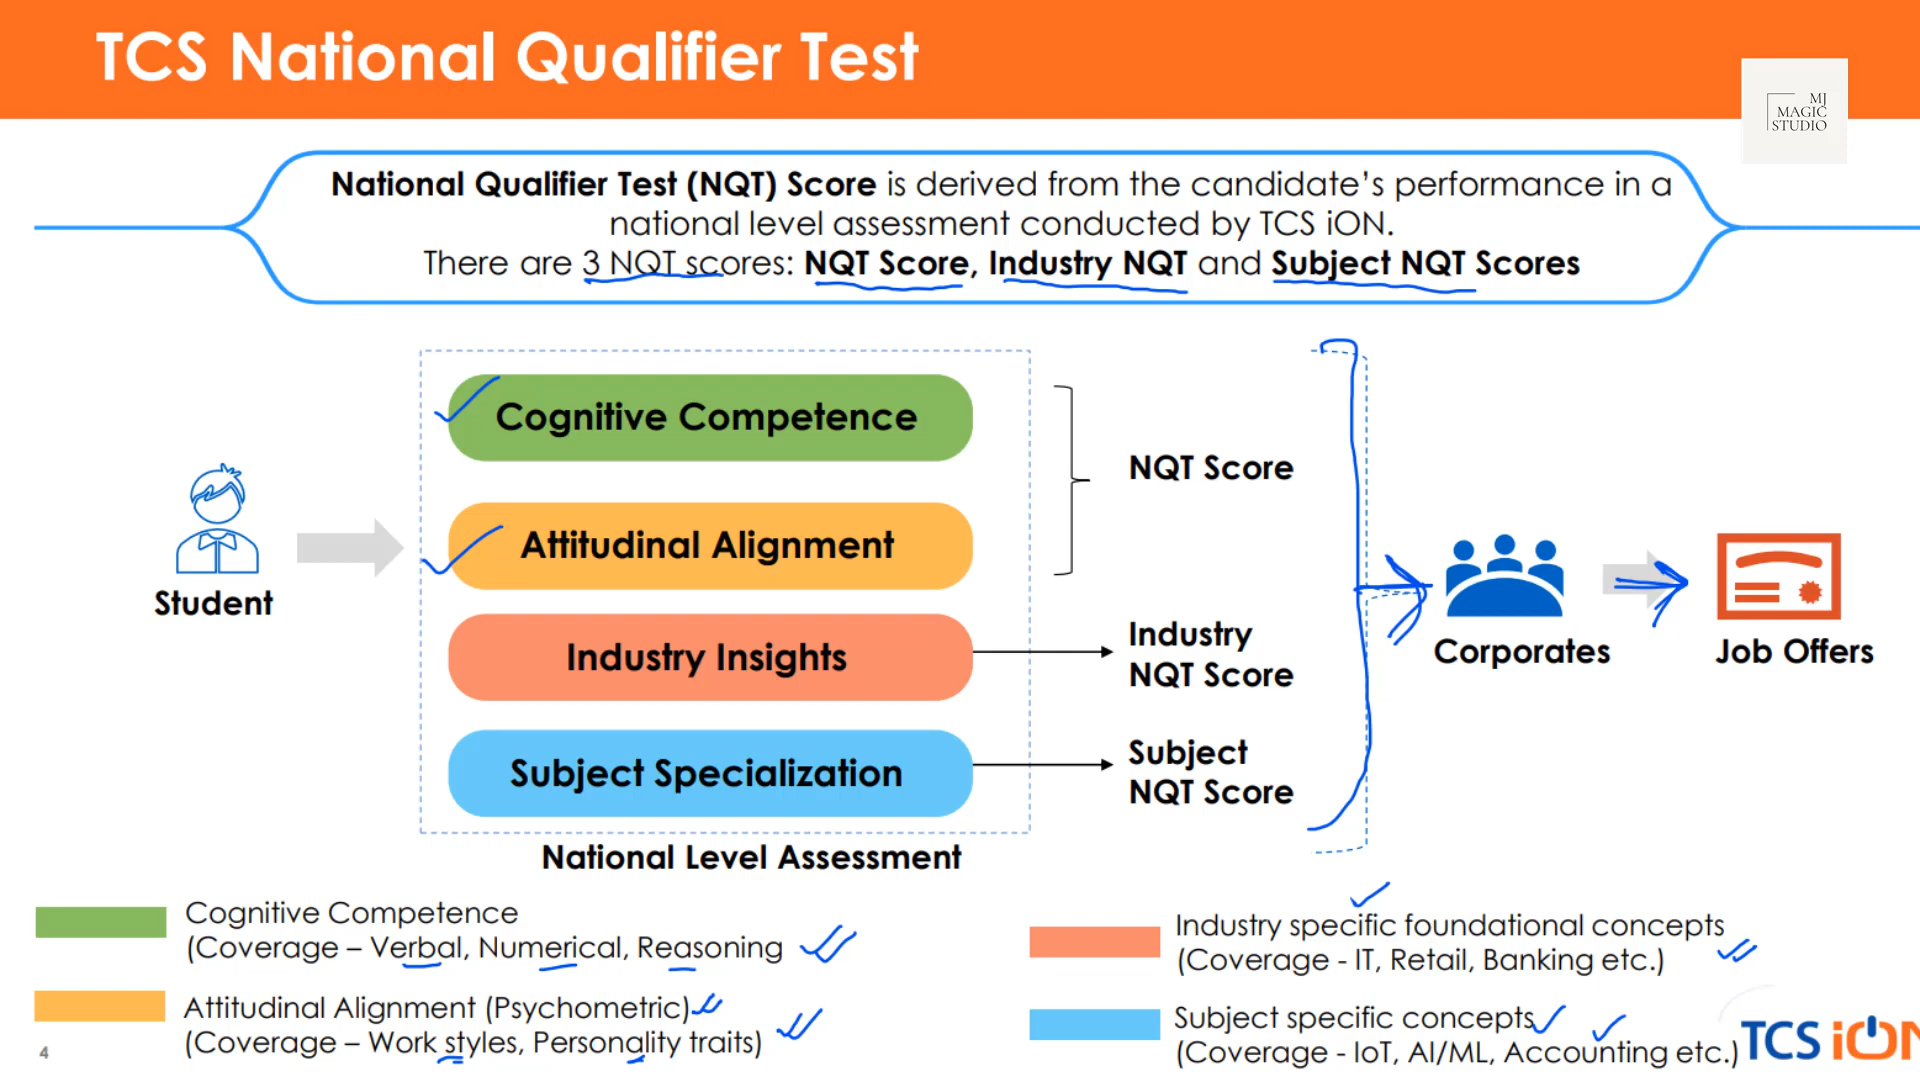 TCS National Qualifier Test
MJ
MAGIC
STUDIO
National Qualifier Test (NQT) Score is derived from the candidate's performance in a
national level assessment conducted by TCS iON.
There are 3 NQT scores: NQT Score, Industry NQT and Subject NQT Scores
Cognitive Competence
NQT Score
Attitudinal Alignment
Student
Industry Insights
Industry
NQT Score
Corporates
Job Offers
Subject Specialization
Subject
NQT Score
National Level Assessment
Cognitive Competence
(Coverage – Verbal, Numerical, Reasoning
Attitudinal Alignment (Psychometric)
(Coverage – Work styles, Personality traits)
Industry specific foundational concepts
(Coverage - IT, Retail, Banking etc.)
Subject specific concepts
(Coverage - IoT, AI/ML, Accounting etc.)
4
TCS iON